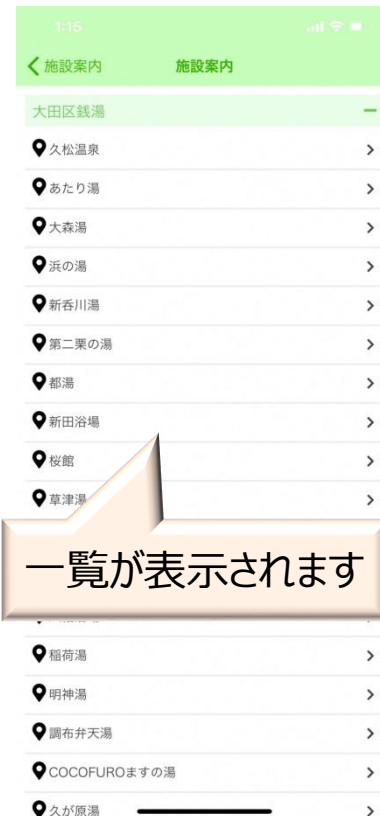 1:15
施設案内 施設案内
大田区銭湯
久松温泉
あたり湯
大森湯
浜の湯
新呑川湯
第二栗の湯
都湯
新田浴場
桜館
草津湯
一覧が表示されます
稲荷湯
明神湯
調布弁天湯
COCOFUROますの湯
久が原湯